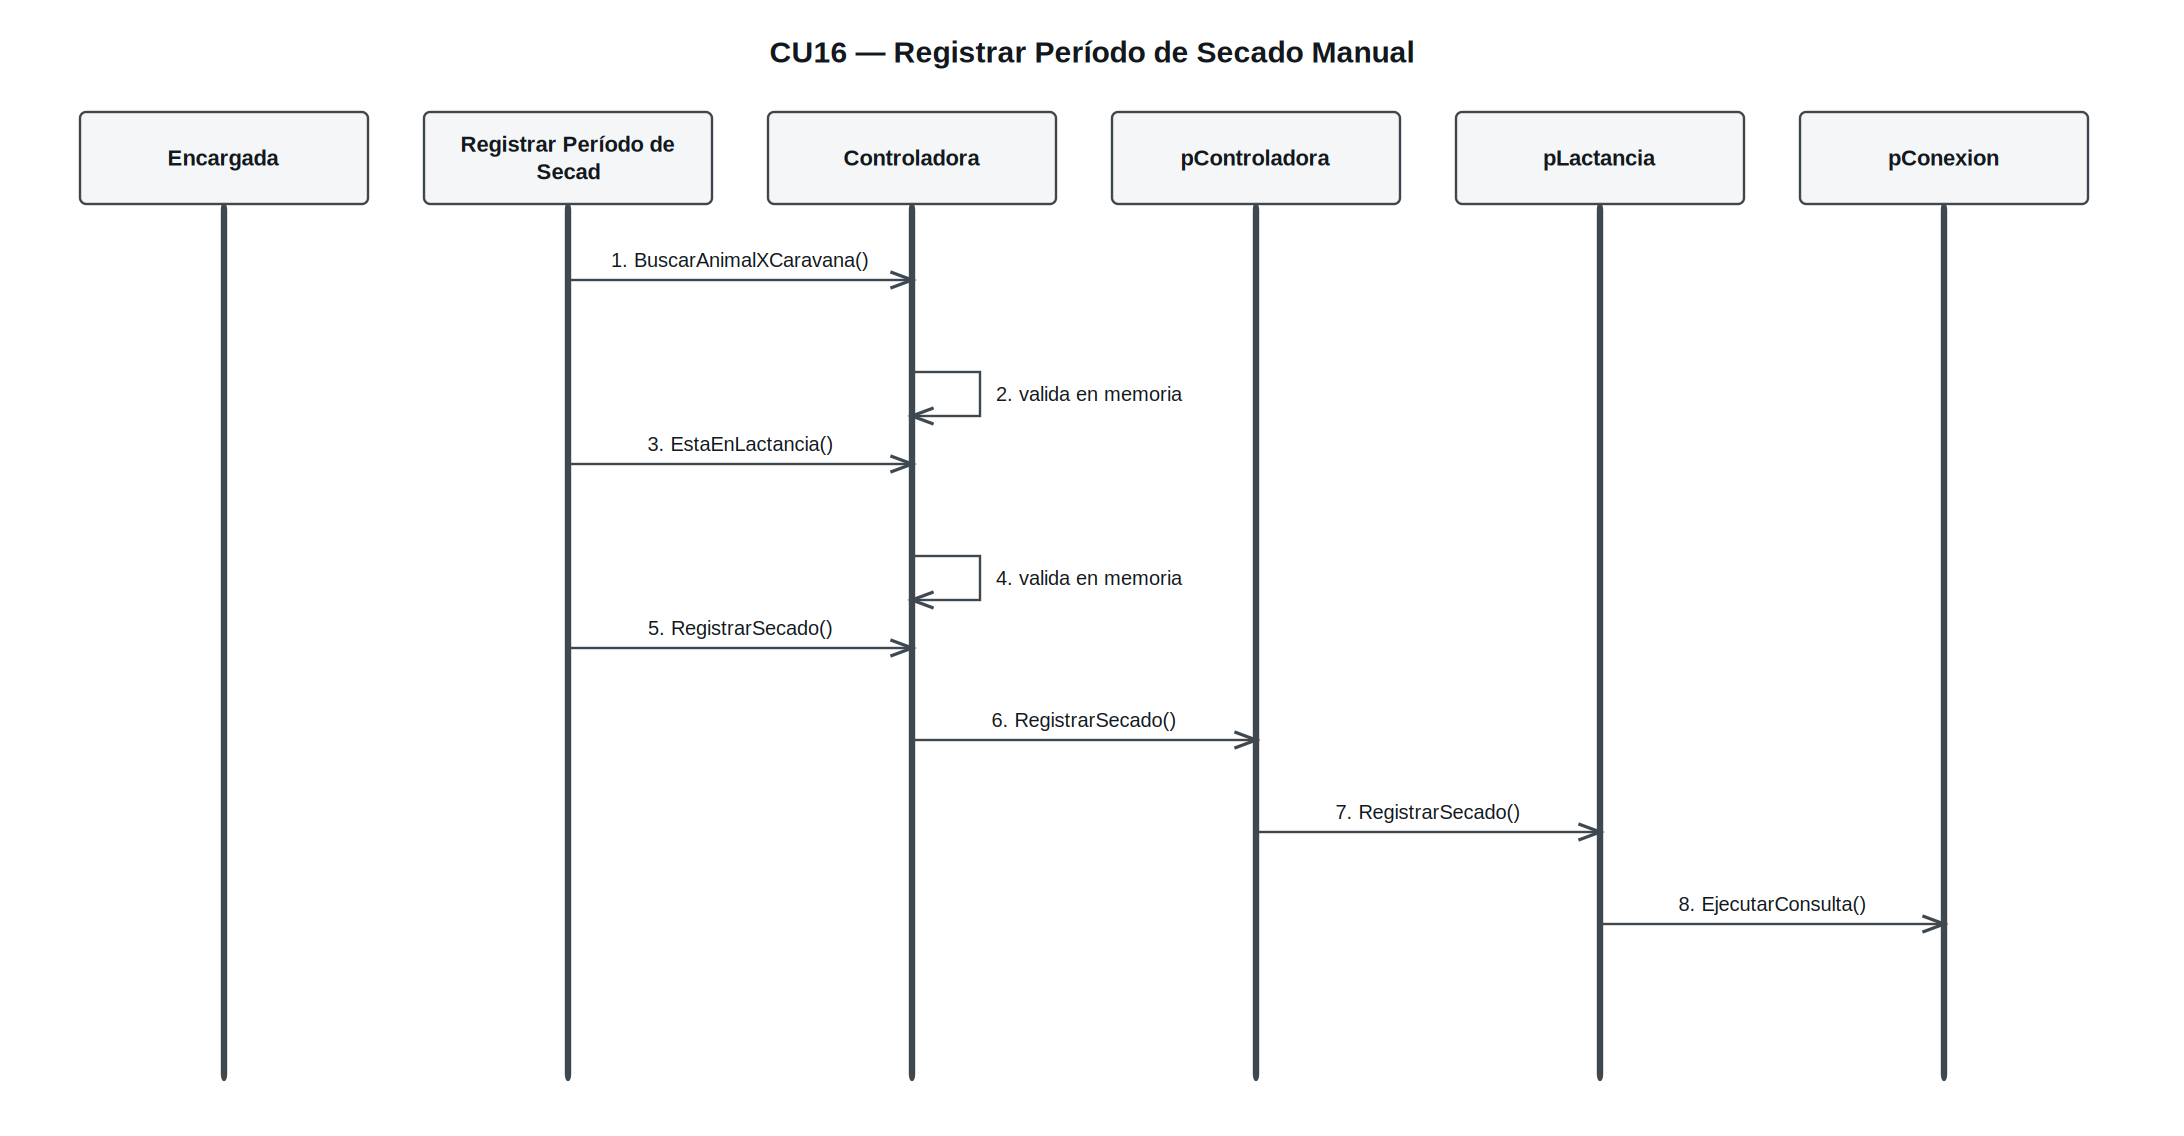 CU16 — Registrar Período de Secado Manual
Encargada
Registrar Período de
Secad
Controladora
pControladora
pLactancia
pConexion
1. BuscarAnimalXCaravana()
2. valida en memoria
3. EstaEnLactancia()
4. valida en memoria
5. RegistrarSecado()
6. RegistrarSecado()
7. RegistrarSecado()
8. EjecutarConsulta()